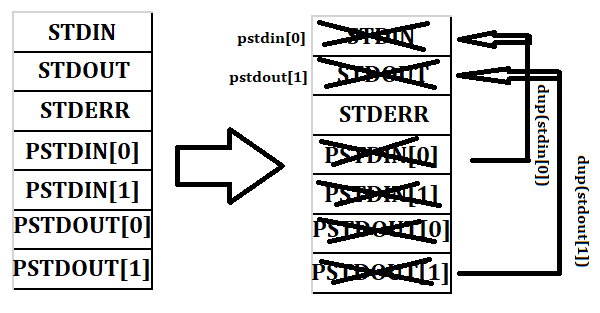 STDIN
STDOUT
STDERR
PSTDIN[0]
PSTDIN[1]
PSTDOUT[0]
PSTDOUT[1]
pstdin[0]
STDIN
pstdout[1]
STDOUT
STDERR
PSTDIN[0]
PSTDIN[1]
PSTDOUT[0]
PSTDOUT[1]
dup(stdin[0])
dup(stpout[1])